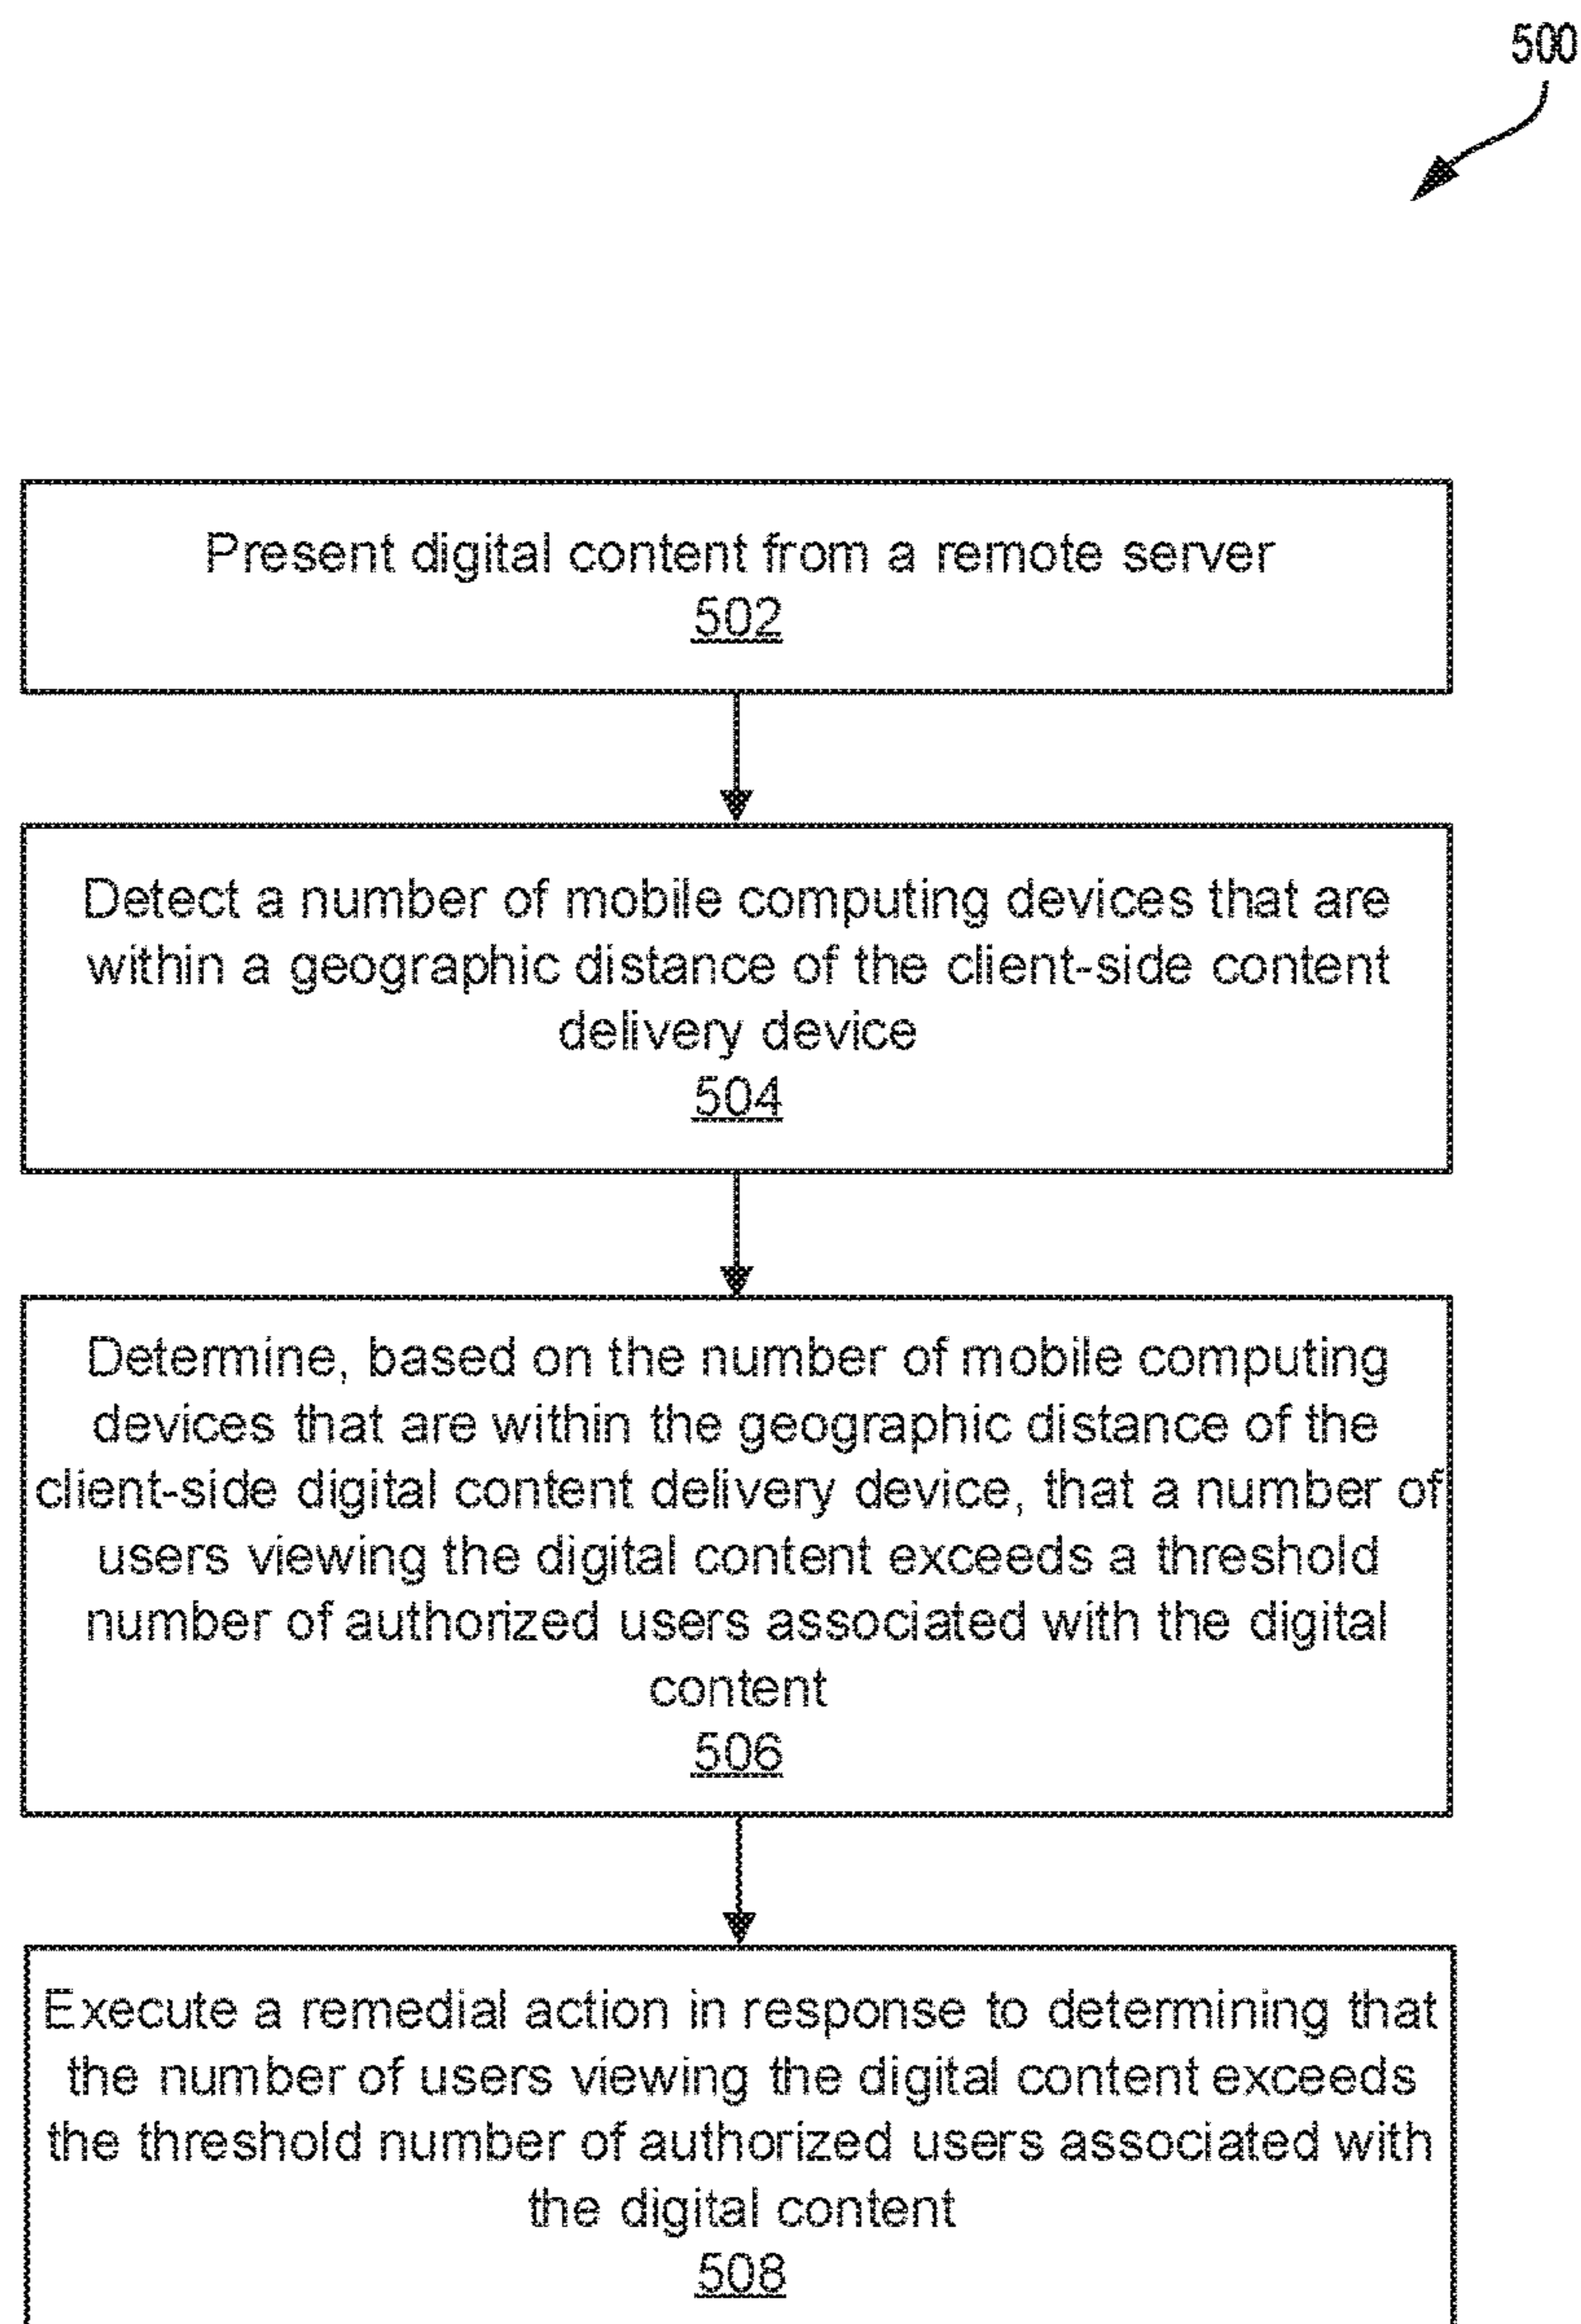 500
Present digital content from a remote server
502
Detect a number of mobile computing devices that are
within a geographic distance of the client-side content
delivery device
504
Determine, based on the number of mobile computing
devices that are within the geographic distance of the
client-side digital content delivery device, that a number of
users viewing the digital content exceeds a threshold
number of authorized users associated with the digital
content
506
Execute a remedial action in response to determining that
the number of users viewing the digital content exceeds
the threshold number of authorized users associated with
the digital content
508